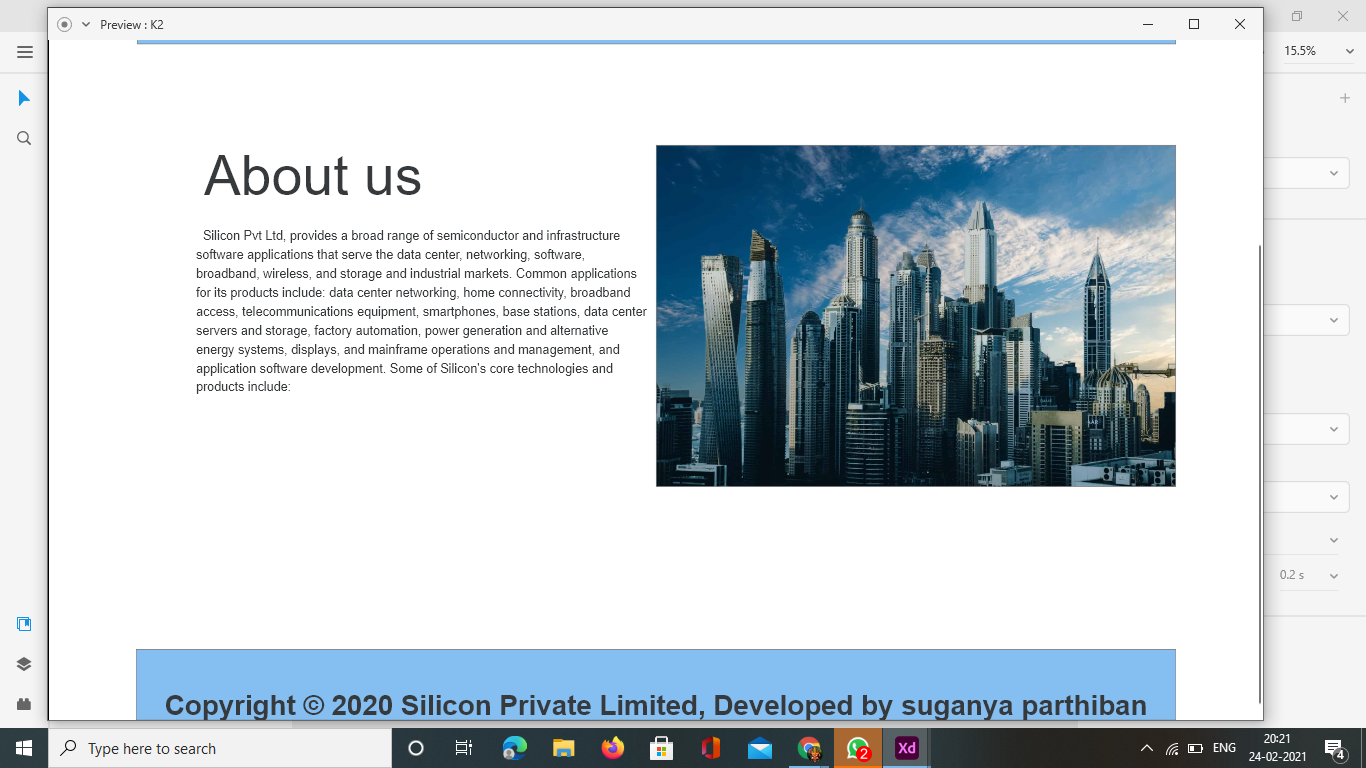 Preview : K2
15.5%
About us
Silicon Pvt Ltd, provides a broad range of semiconductor and infrastructure
software applications that serve the data center, networking, software,
broadband, wireless, and storage and industrial markets. Common applications
for its products include: data center networking, home connectivity, broadband
access, telecommunications equipment, smartphones, base stations, data center
servers and storage, factory automation, power generation and alternative
energy systems, displays, and mainframe operations and management, and
application software development. Some of Silicon's core technologies and
products include:
0.2 s
Copyright © 2020 Silicon Private Limited, Developed by suganya parthiban
Type here to search
2
Xd
ENG
20:21
24-02-2021
4